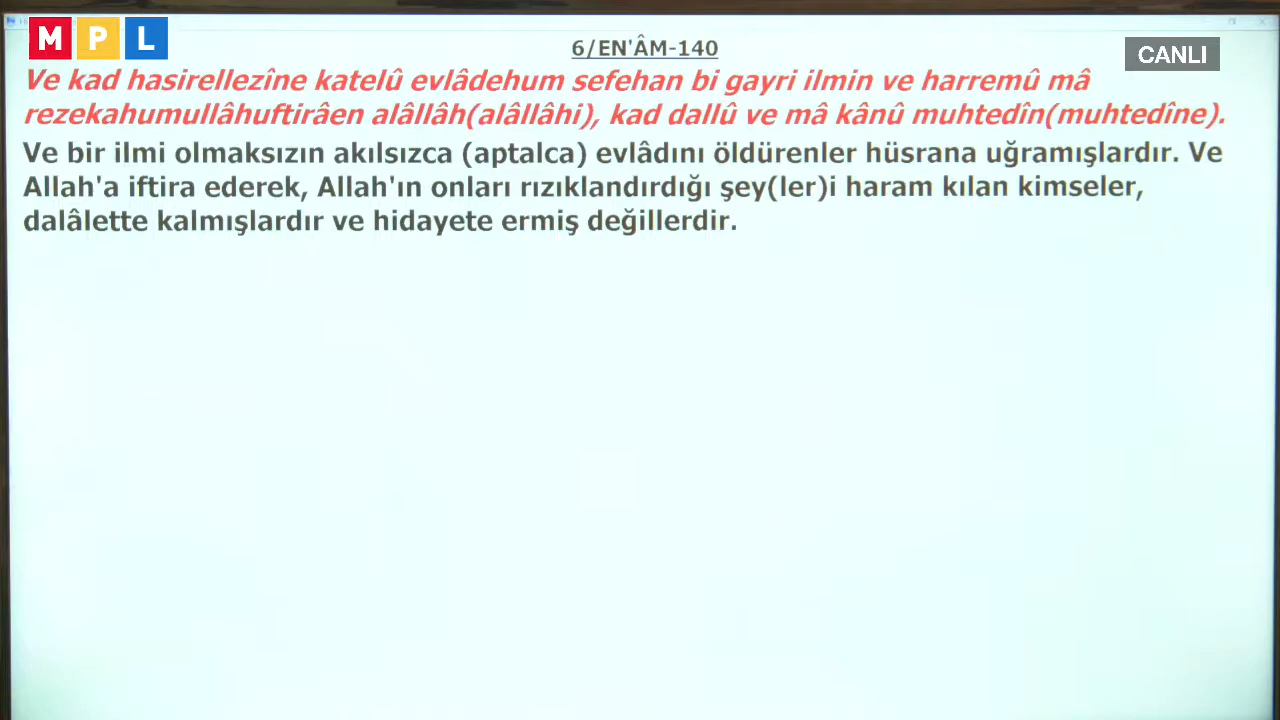 MPL
CANLI
6/EN'ÂM-140
Ve kad hasirellezîne katelû evlâdehum sefehan bi gayri ilmin ve harremû mâ
rezekahumullâhuftirâen alâllâh(alâllâhi), kad dallû ve mâ kânû muhtedîn(muhtedîne).
Ve bir ilmi olmaksızın akılsızca (aptalca) evlâdını öldürenler hüsrana uğramışlardır. Ve
Allah'a iftira ederek, Allah'ın onları rızıklandırdığı şey(ler)i haram kılan kimseler,
dalâlette kalmışlardır ve hidayete ermiş değillerdir.